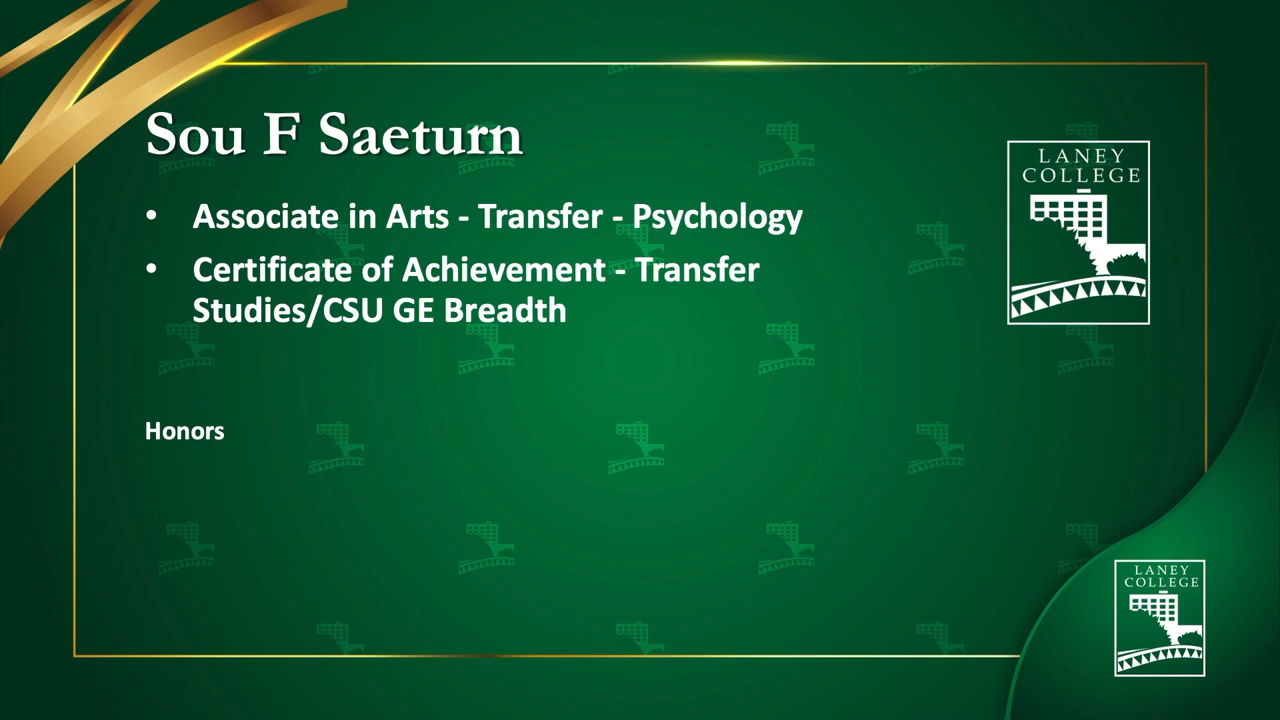 Sou F Saeturn
LANEY
COLLEGE
• Associate in Arts - Transfer - Psychology
• Certificate of Achievement - Transfer
Studies/CSU GE Breadth
Honors
LANEY
COLLEGE